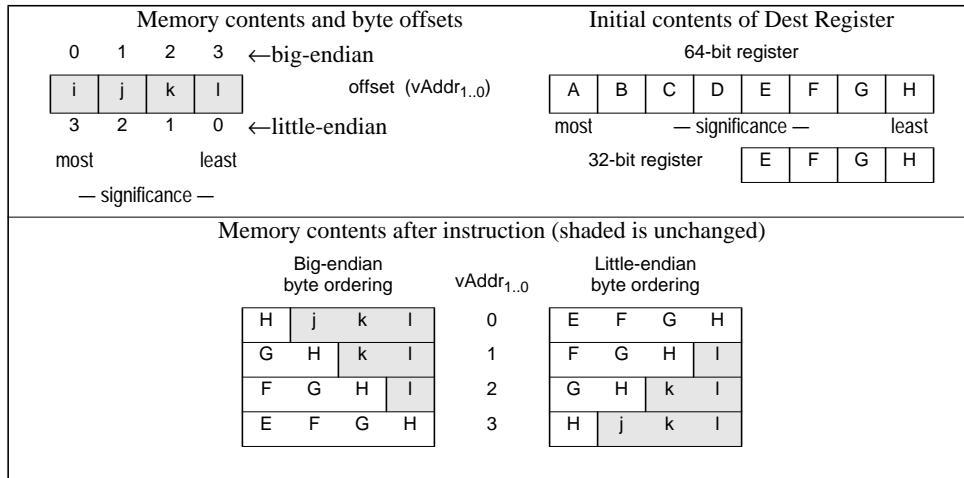 Memory contents and byte offsets
0 1 2 3 ←big-endian
i j k l
offset (vAddr1..0)
3 2 1 0 ←little-endian
most least
— significance —
Initial contents of Dest Register
64-bit register
A B C D E F G H
most — significance — least
32-bit register E F G H
Memory contents after instruction (shaded is unchanged)
Big-endian
byte ordering
vAddr1..0
Little-endian
byte ordering
H j k l 0 E F G H
G H k l 1 F G H l
F G H l 2 G H k l
E F G H 3 H j k l